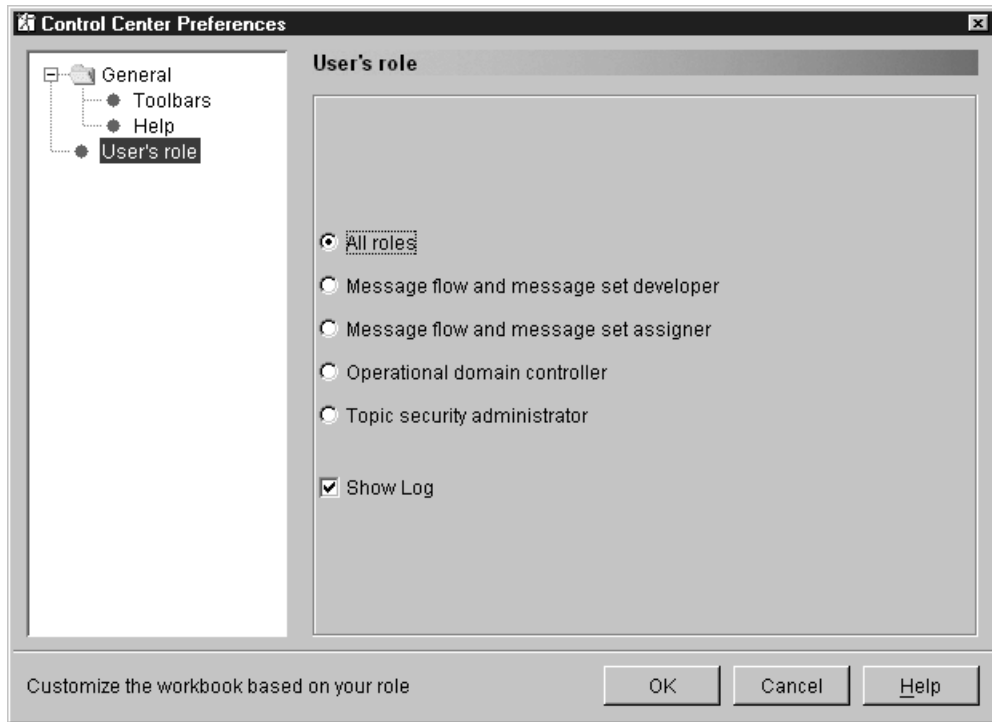 Control Center Preferences
General
Toolbars
Help
User's role
User's role
All roles
Message flow and message set developer
Message flow and message set assigner
Operational domain controller
Topic security administrator
Show Log
Customize the workbook based on your role
OK
Cancel
Help